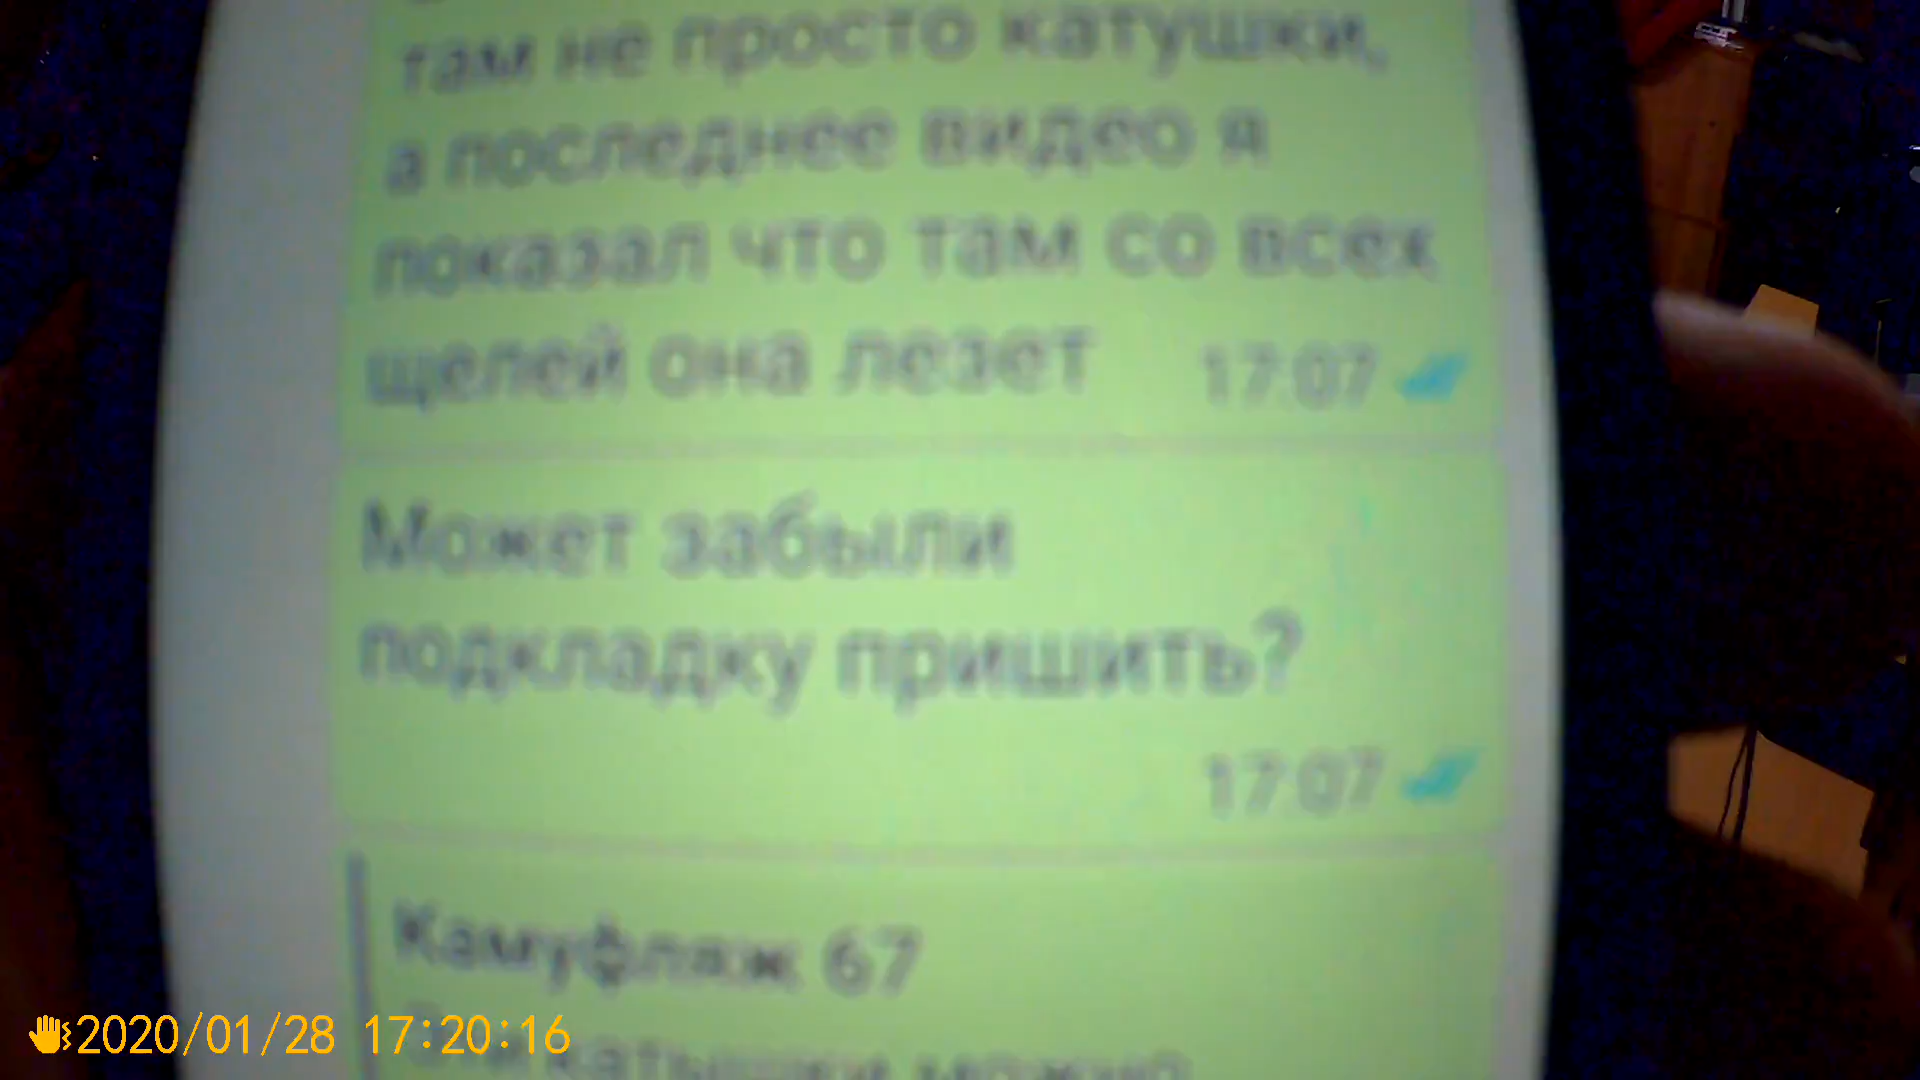 там не просто катушки,
а последнее видео я
показал что там со всех
щелей она лезет 17:07
Может забыли
подкладку пришить?
17:07
Камуфляж 67
можно
2020/01/28 17:20:16